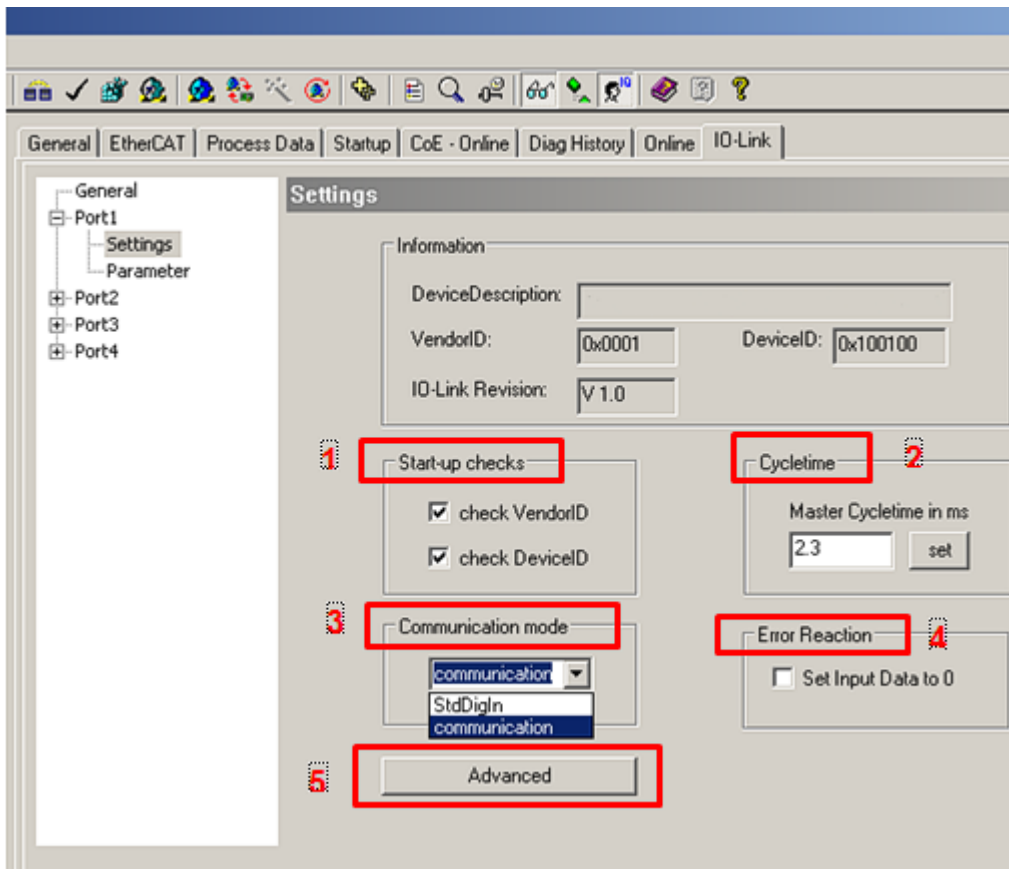 General EtherCAT Process Data Startup CoE - Online Diag History Online IO-Link
General
Port1
Settings
Parameter
Port2
Port3
Port4
Settings
Information
DeviceDescription:
VendorID: 0x0001 DeviceID: 0x100100
IO-Link Revision: V 1.0
1 Start-up checks
check VendorID
check DeviceID
2 Cycletime
Master Cycletime in ms
2.3 set
3 Communication mode
communication
StdDigIn
communication
4 Error Reaction
Set Input Data to 0
5 Advanced